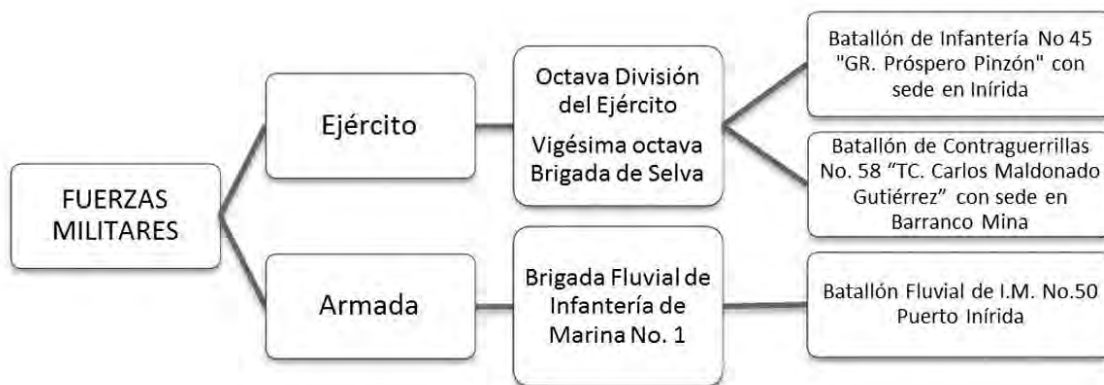 FUERZAS
MILITARES
Ejército
Octava División
del Ejército
Vigésima octava
Brigada de Selva
Batallón de Infantería No 45
"GR. Próspero Pinzón" con
sede en Inírida
Batallón de Contraguerrillas
No. 58 “TC. Carlos Maldonado
Gutiérrez” con sede en
Barranco Mina
Armada
Brigada Fluvial de
Infantería de
Marina No. 1
Batallón Fluvial de I.M. No.50
Puerto Inírida